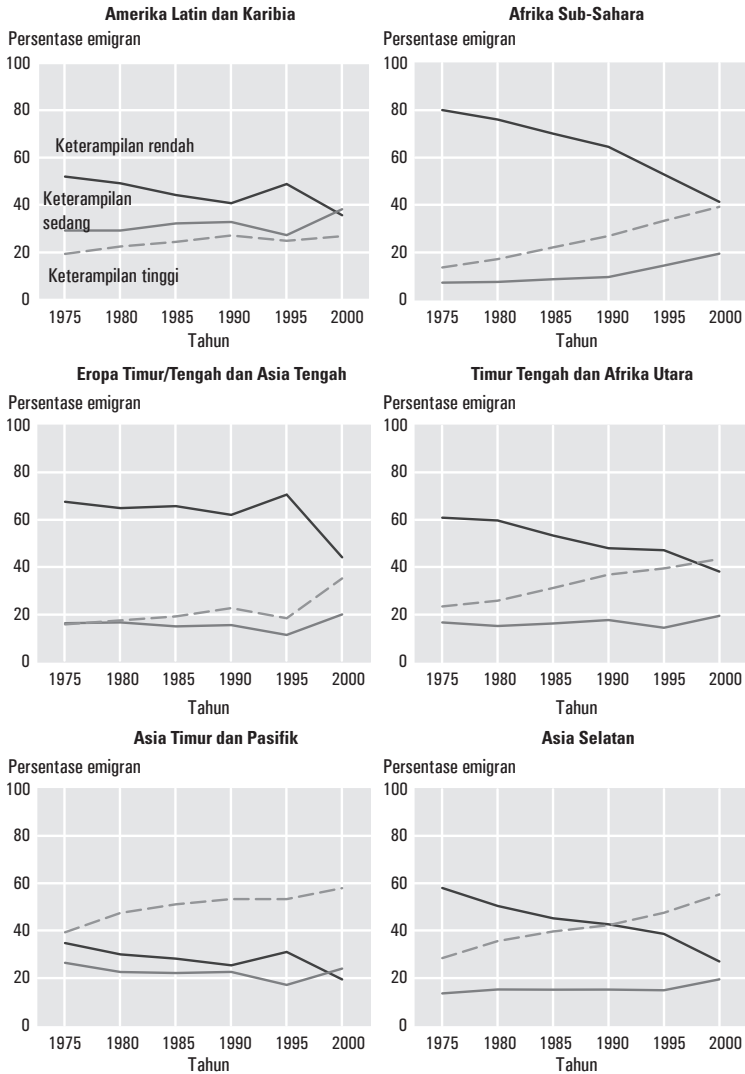 Amerika Latin dan Karibia
Persentase emigran
100
80
60
40
20
0
Keterampilan rendah
Keterampilan
sedang
Keterampilan tinggi
1975 1980 1985 1990 1995 2000
Tahun
Afrika Sub-Sahara
Persentase emigran
100
80
60
40
20
0
1975 1980 1985 1990 1995 2000
Tahun
Eropa Timur/Tengah dan Asia Tengah
Persentase emigran
100
80
60
40
20
0
1975 1980 1985 1990 1995 2000
Tahun
Timur Tengah dan Afrika Utara
Persentase emigran
100
80
60
40
20
0
1975 1980 1985 1990 1995 2000
Tahun
Asia Timur dan Pasifik
Persentase emigran
100
80
60
40
20
0
1975 1980 1985 1990 1995 2000
Tahun
Asia Selatan
Persentase emigran
100
80
60
40
20
0
1975 1980 1985 1990 1995 2000
Tahun